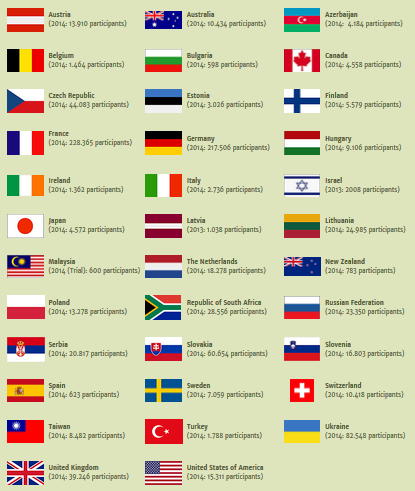 Austria
(2014: 13.910 participants)
Australia
(2014: 10.434 participants)
Azerbaijan
(2014: 4.184 participants)
Belgium
(2014: 1.464 participants)
Bulgaria
(2014: 598 participants)
Canada
(2014: 4.558 participants)
Czech Republic
(2014: 44.083 participants)
Estonia
(2014: 3.026 participants)
Finland
(2014: 5.579 participants)
France
(2014: 228.365 participants)
Germany
(2014: 217.506 participants)
Hungary
(2014: 9.106 participants)
Ireland
(2014: 1.362 participants)
Italy
(2014: 2.736 participants)
Israel
(2013: 2008 participants)
Japan
(2014: 4.572 participants)
Latvia
(2013: 1.038 participants)
Lithuania
(2014: 24.985 participants)
Malaysia
(2014 (Trial): 600 participants)
The Netherlands
(2014: 18.278 participants)
New Zealand
(2014: 783 participants)
Poland
(2014: 13.278 participants)
Republic of South Africa
(2014: 28.556 participants)
Russian Federation
(2014: 23.350 participants)
Serbia
(2014: 20.817 participants)
Slovakia
(2014: 60.654 participants)
Slovenia
(2014: 16.803 participants)
Spain
(2014: 623 participants)
Sweden
(2014: 7.059 participants)
Switzerland
(2014: 10.418 participants)
Taiwan
(2014: 8.482 participants)
Turkey
(2014: 1.788 participants)
Ukraine
(2014: 82.548 participants)
United Kingdom
(2014: 39.246 participants)
United States of America
(2014: 15.311 participants)